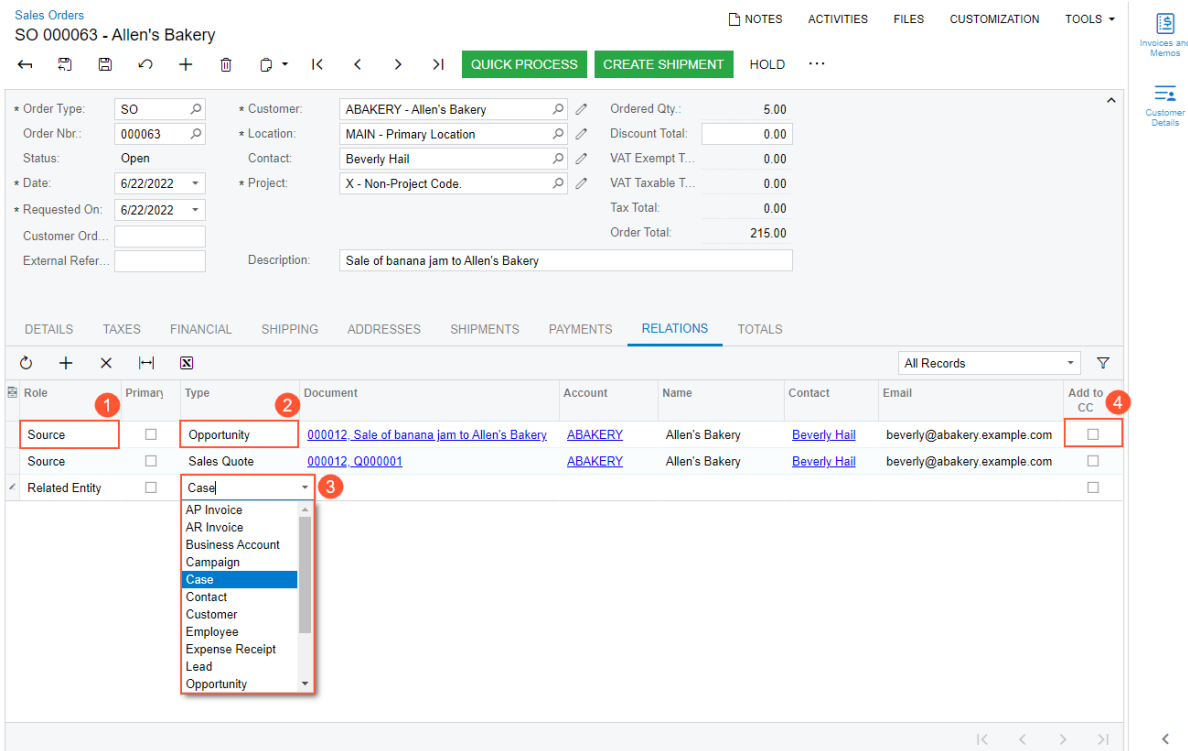 Sales Orders
SO 000063 - Allen's Bakery
NOTES ACTIVITIES FILES CUSTOMIZATION TOOLS
QUICK PROCESS CREATE SHIPMENT HOLD ...
Invoices and
Memos
Customer
Details
* Order Type: SO * Customer: ABAKERY - Allen's Bakery Ordered Qty.: 5.00
Order Nbr.: 000063 * Location: MAIN - Primary Location Discount Total: 0.00
Status: Open Contact: Beverly Hail VAT Exempt T... 0.00
* Date: 6/22/2022 * Project: X - Non-Project Code. VAT Taxable T... 0.00
* Requested On: 6/22/2022 Tax Total: 0.00
Customer Ord... Order Total: 215.00
External Refer... Description: Sale of banana jam to Allen's Bakery
DETAILS TAXES FINANCIAL SHIPPING ADDRESSES SHIPMENTS PAYMENTS RELATIONS TOTALS
All Records
Role Primary Type Document Account Name Contact Email Add to
CC
1 2 4
Source Opportunity 000012, Sale of banana jam to Allen's Bakery ABAKERY Allen's Bakery Beverly Hail beverly@abakery.example.com
Source Sales Quote 000012, Q000001 ABAKERY Allen's Bakery Beverly Hail beverly@abakery.example.com
Related Entity Case 3
AP Invoice
AR Invoice
Business Account
Campaign
Case
Contact
Customer
Employee
Expense Receipt
Lead
Opportunity